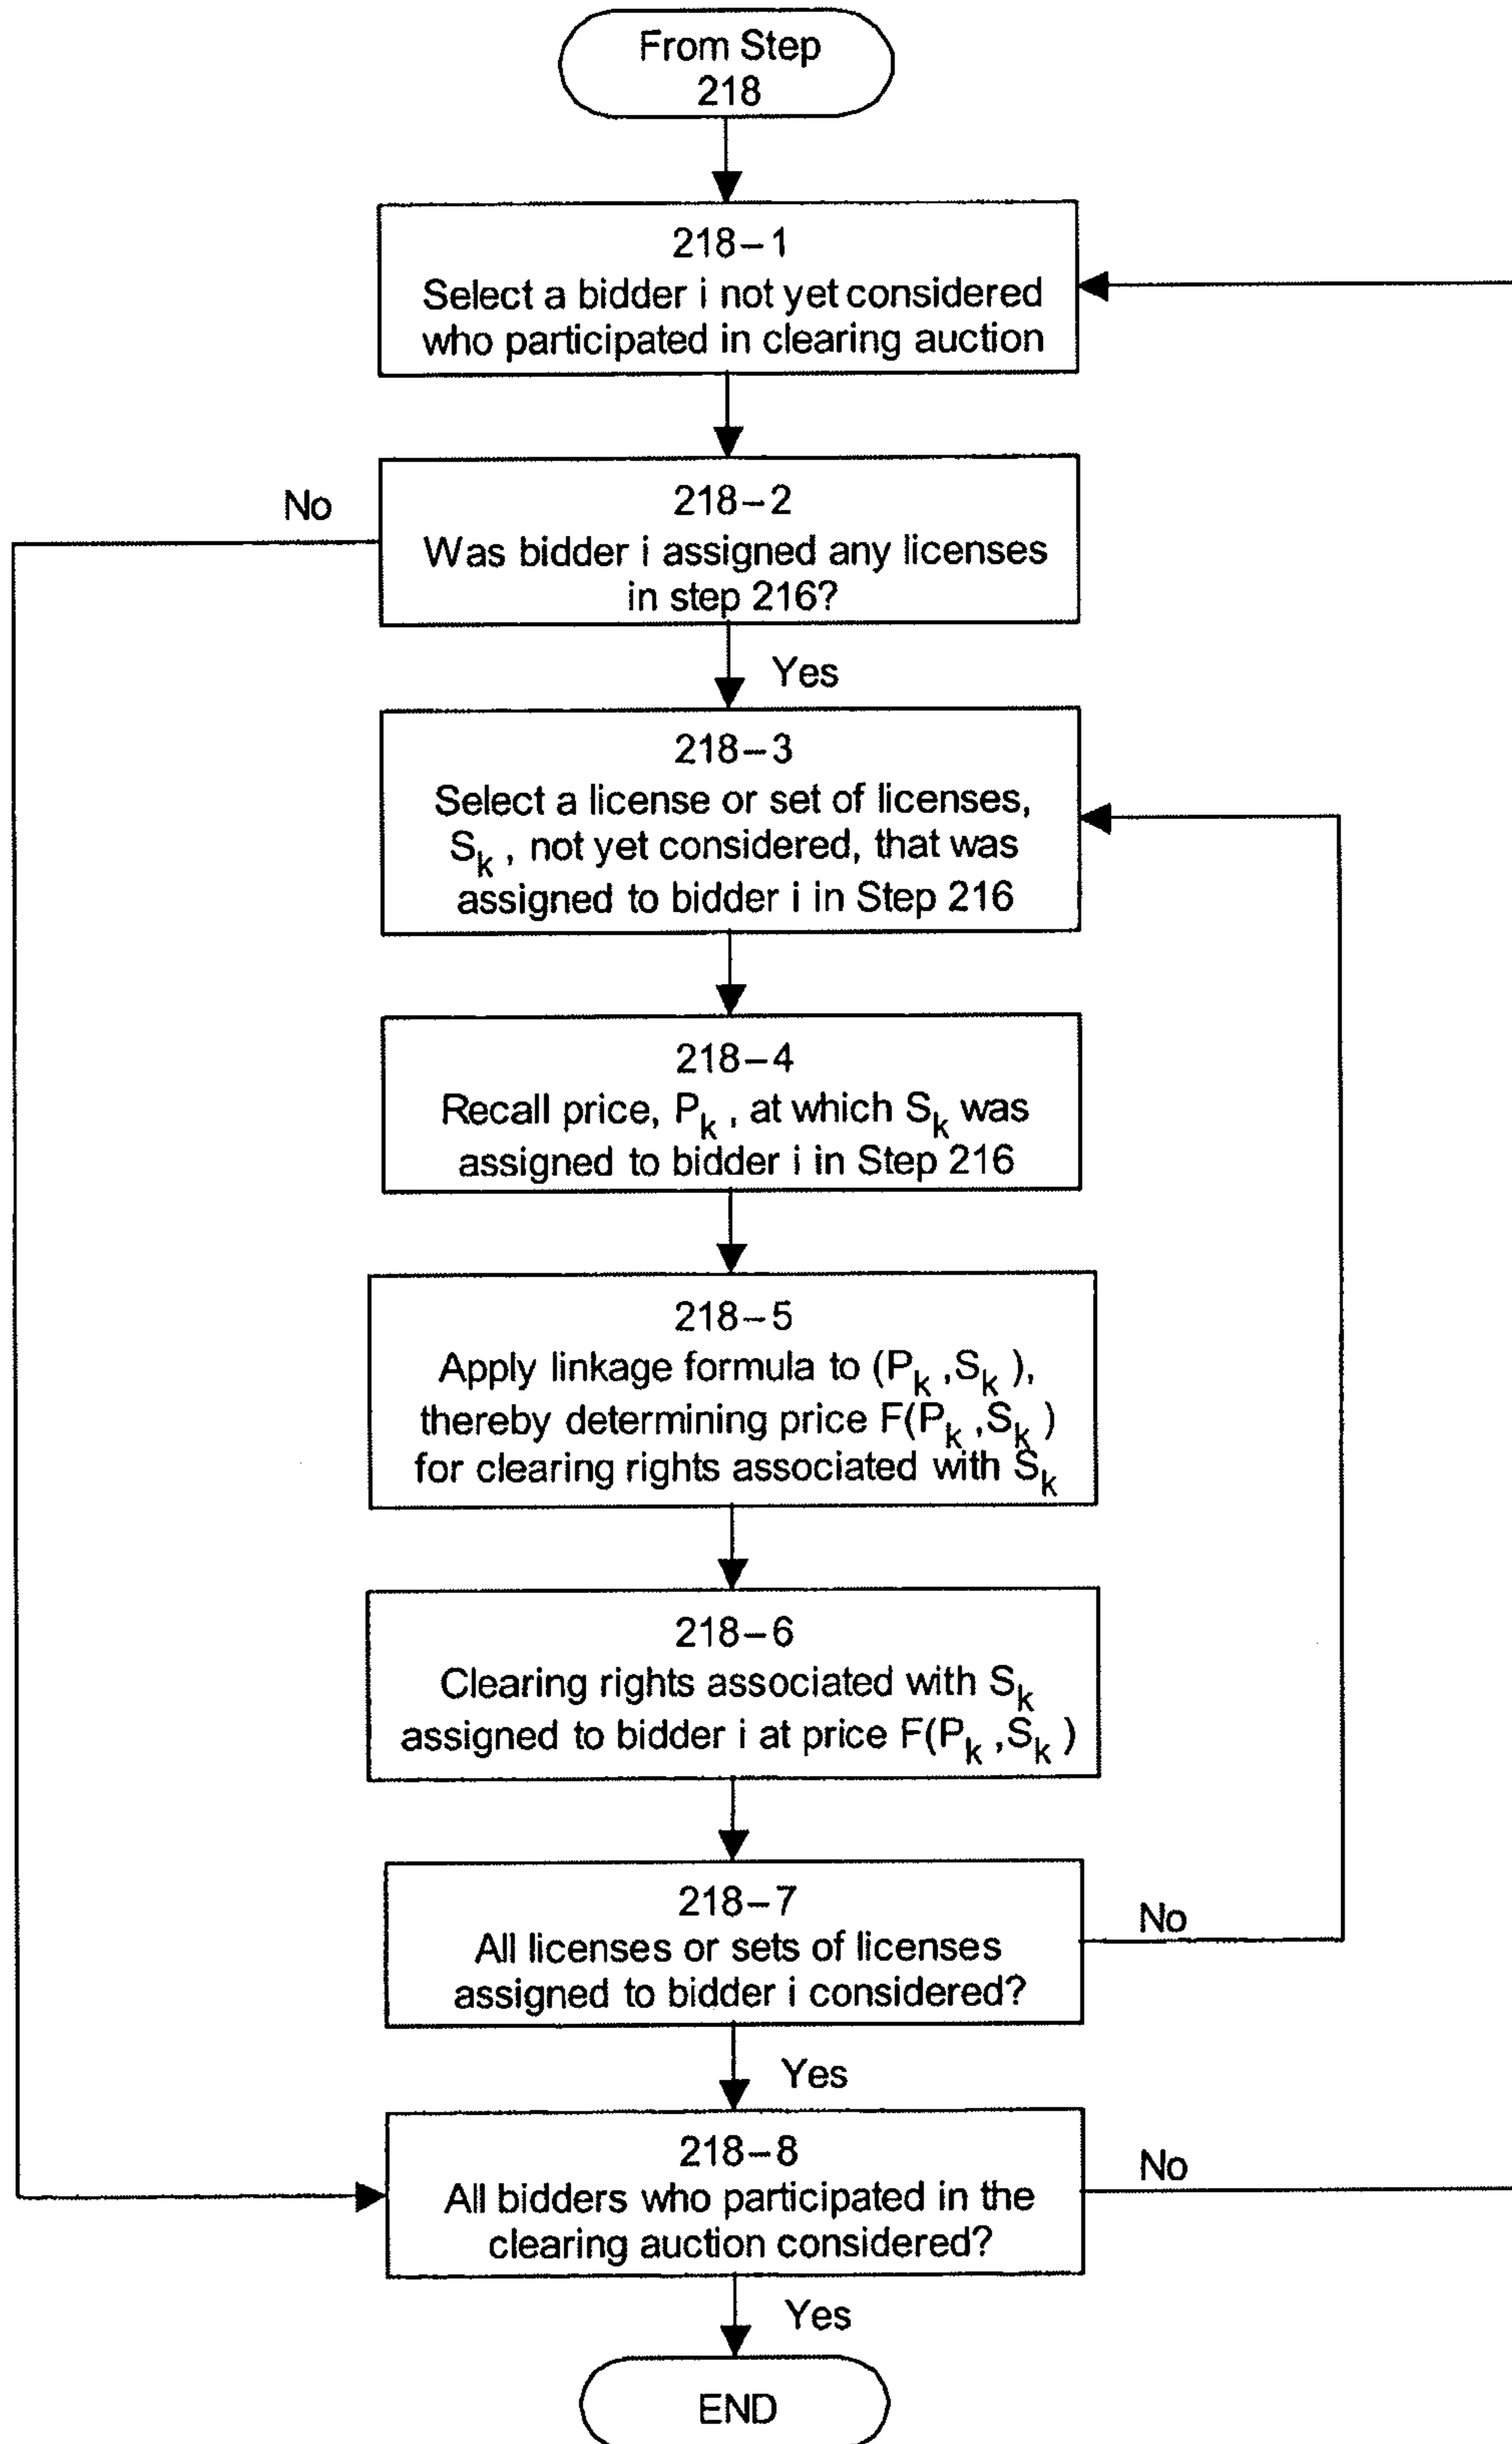 From Step
218
218–1
Select a bidder i not yet considered
who participated in clearing auction
No
218–2
Was bidder i assigned any licenses
in step 216?
Yes
218–3
Select a license or set of licenses,
Sₖ , not yet considered, that was
assigned to bidder i in Step 216
218–4
Recall price, Pₖ , at which Sₖ was
assigned to bidder i in Step 216
218–5
Apply linkage formula to (Pₖ ,Sₖ ),
thereby determining price F(Pₖ ,Sₖ )
for clearing rights associated with Sₖ
218–6
Clearing rights associated with Sₖ
assigned to bidder i at price F(Pₖ ,Sₖ )
218–7
All licenses or sets of licenses
assigned to bidder i considered?
No
Yes
218–8
All bidders who participated in the
clearing auction considered?
No
Yes
END